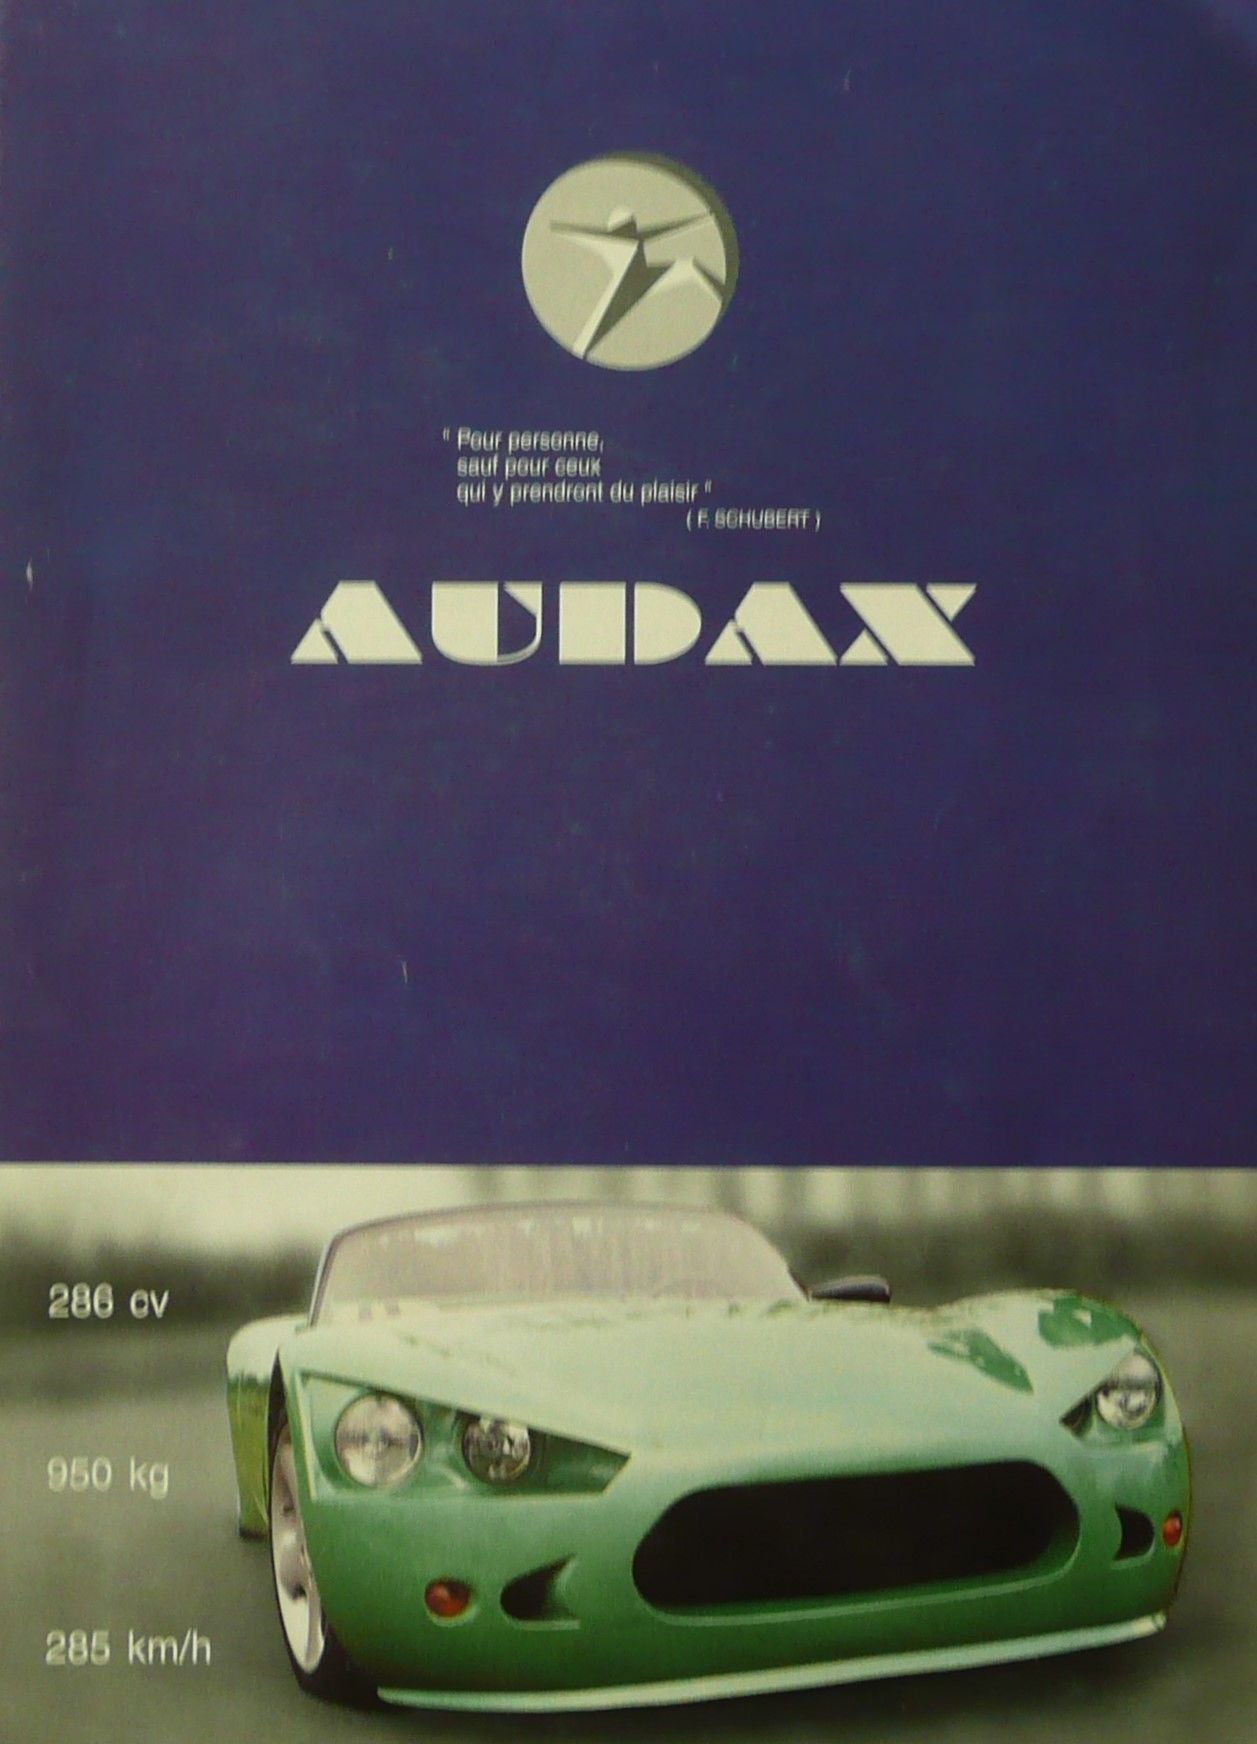 " Pour personne,
sauf pour ceux
qui y prendront du plaisir "
( F. SCHUBERT )
AUDAX
286 cv
950 kg
285 km/h